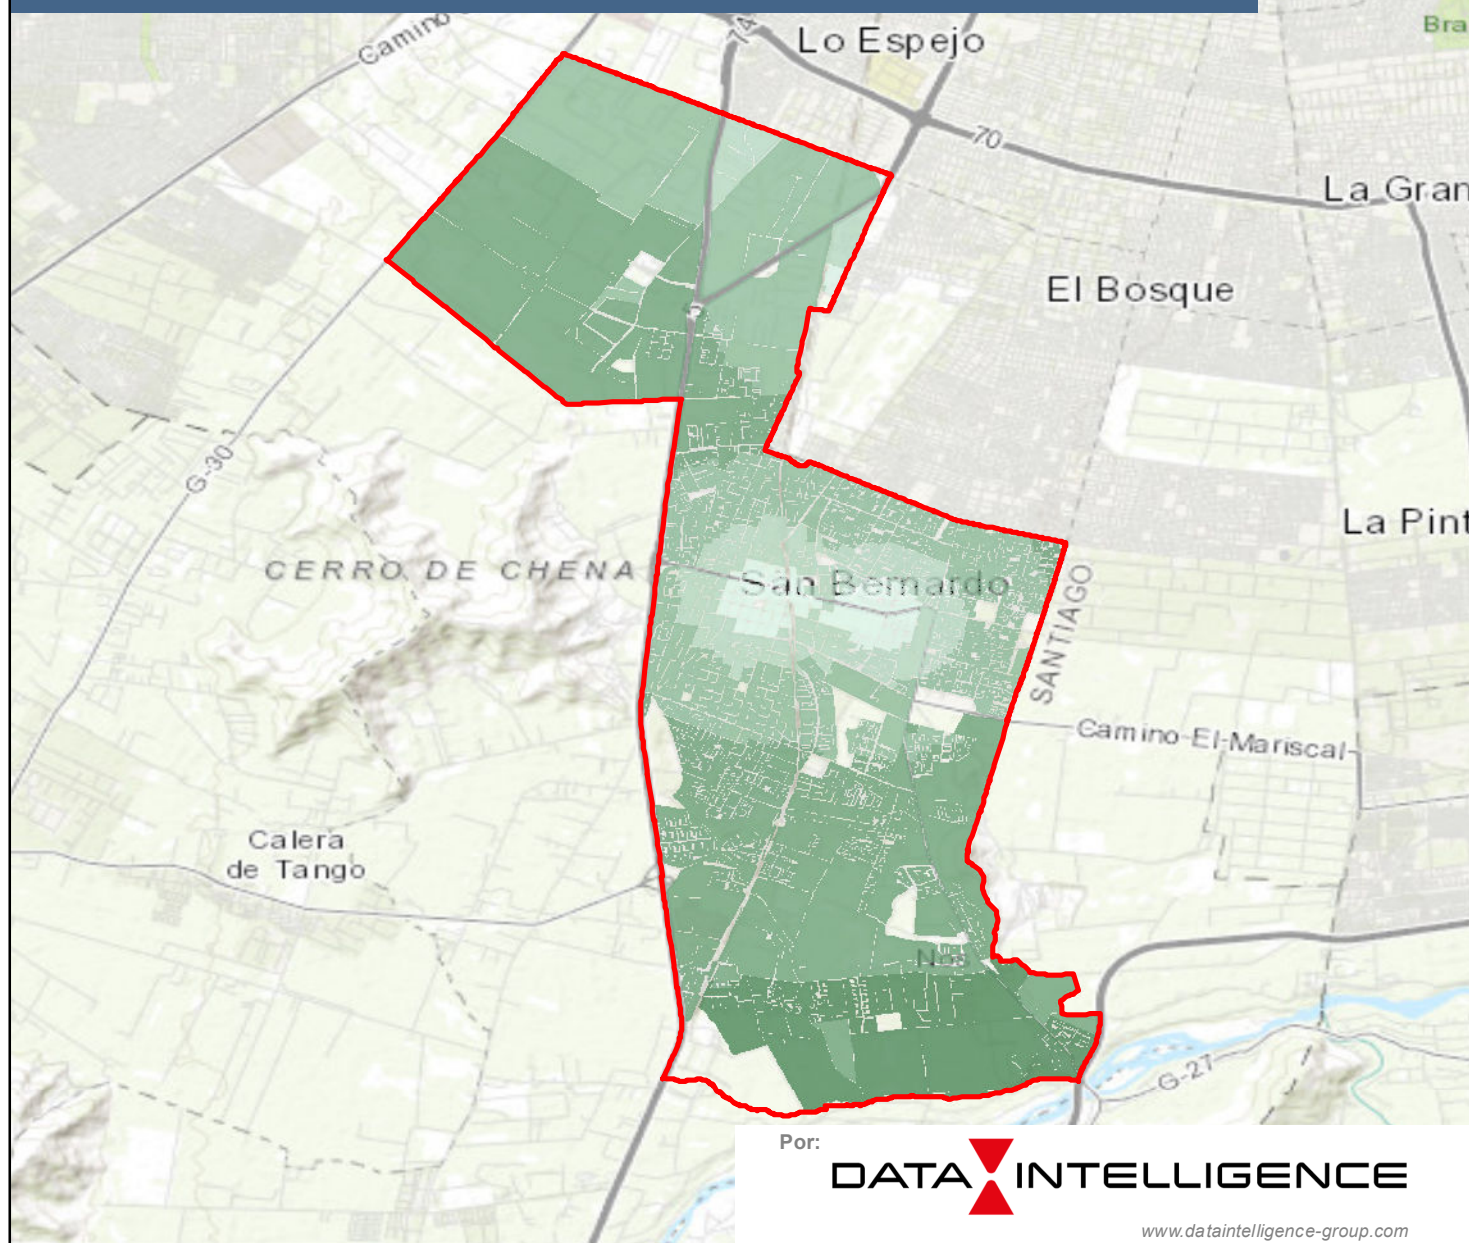 Camino
Lo Espejo
Bra
70
La Gran
El Bosque
G-30
La Pint
CERRO DE CHENA
San Bernardo
SANTIAGO
Camino El Mariscal
Calera
de Tango
Nos
G-27
Por:
DATA INTELLIGENCE
www.dataintelligence-group.com